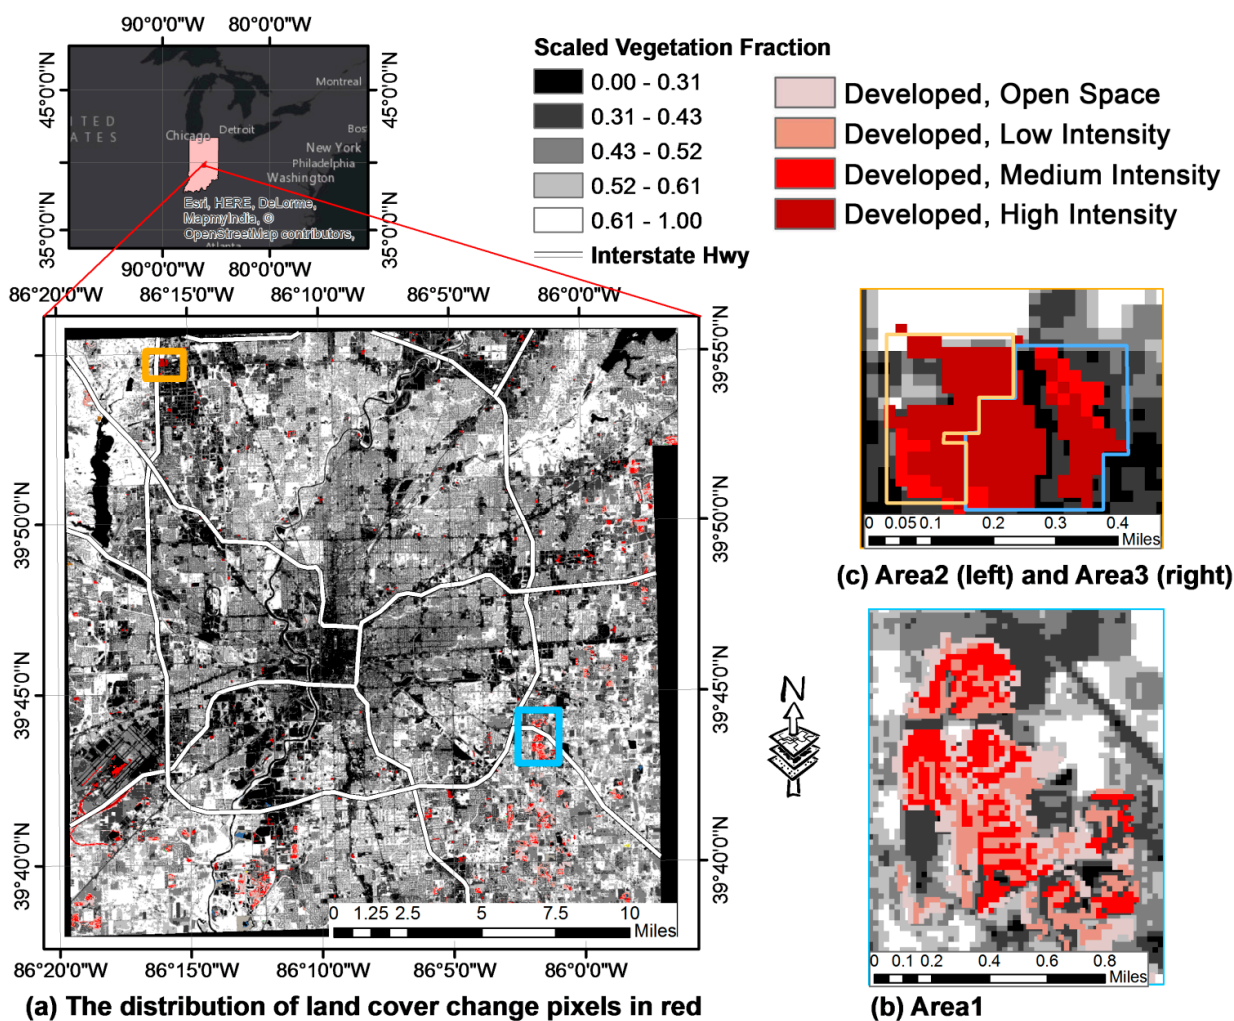 90°0'0"W 80°0'0"W
45°0'0"N
35°0'0"N
45°0'0"N
35°0'0"N
Montreal
ITED
ATES
Chicago
Detroit
Bos
New York
Philadelphia
Washington
Esri, HERE, DeLorme,
MapmyIndia, ©
OpenStreetMap contributors,
Atlanta
90°0'0"W 80°0'0"W
Scaled Vegetation Fraction
0.00 - 0.31
0.31 - 0.43
0.43 - 0.52
0.52 - 0.61
0.61 - 1.00
Interstate Hwy
Developed, Open Space
Developed, Low Intensity
Developed, Medium Intensity
Developed, High Intensity
86°20'0"W 86°15'0"W 86°10'0"W 86°5'0"W 86°0'0"W
39°50'0"N
39°45'0"N
39°40'0"N
39°55'0"N
39°50'0"N
39°45'0"N
39°40'0"N
0 1.25 2.5 5 7.5 10
Miles
86°20'0"W 86°15'0"W 86°10'0"W 86°5'0"W 86°0'0"W
(a) The distribution of land cover change pixels in red
0 0.05 0.1 0.2 0.3 0.4
Miles
(c) Area2 (left) and Area3 (right)
N
0 0.1 0.2 0.4 0.6 0.8
Miles
(b) Area1